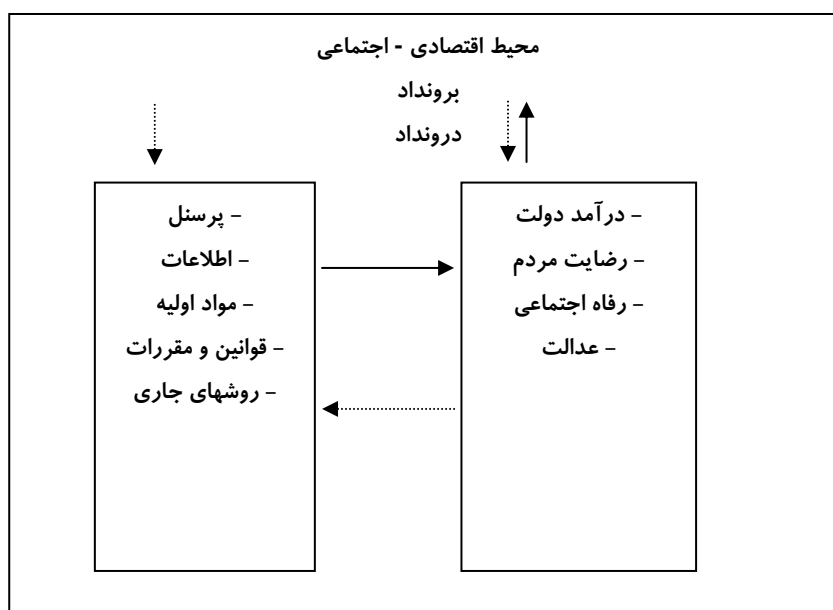 محیط اقتصادی - اجتماعی
برونداد
درونداد
– درآمد دولت
– رضایت مردم
– رفاه اجتماعی
– عدالت
– پرسنل
– اطلاعات
– مواد اولیه
– قوانین و مقررات
– روشهای جاری